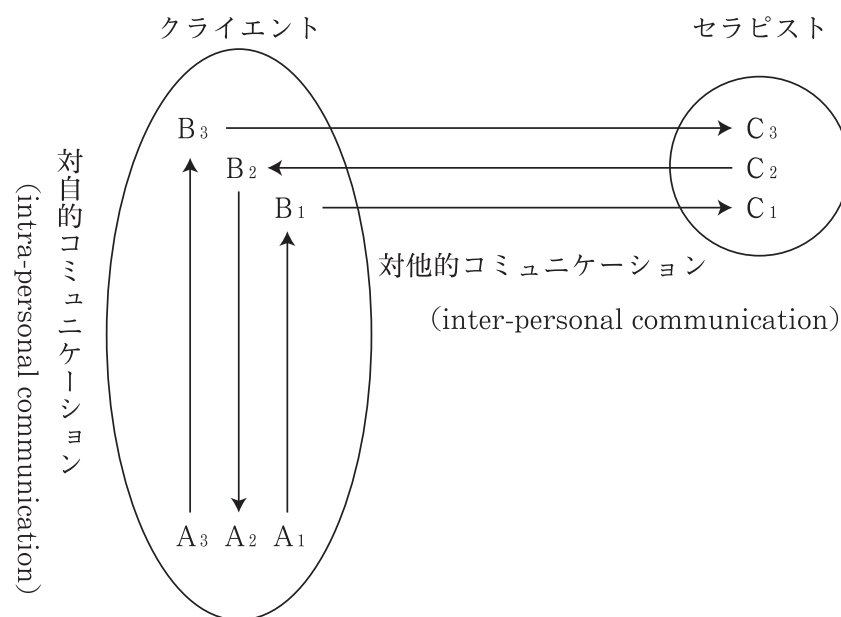 クライエント
セラピスト
対自的コミュニケーション
（intra-personal communication）
B3
C3
B2
C2
B1
C1
対他的コミュニケーション
（inter-personal communication）
A3 A2 A1